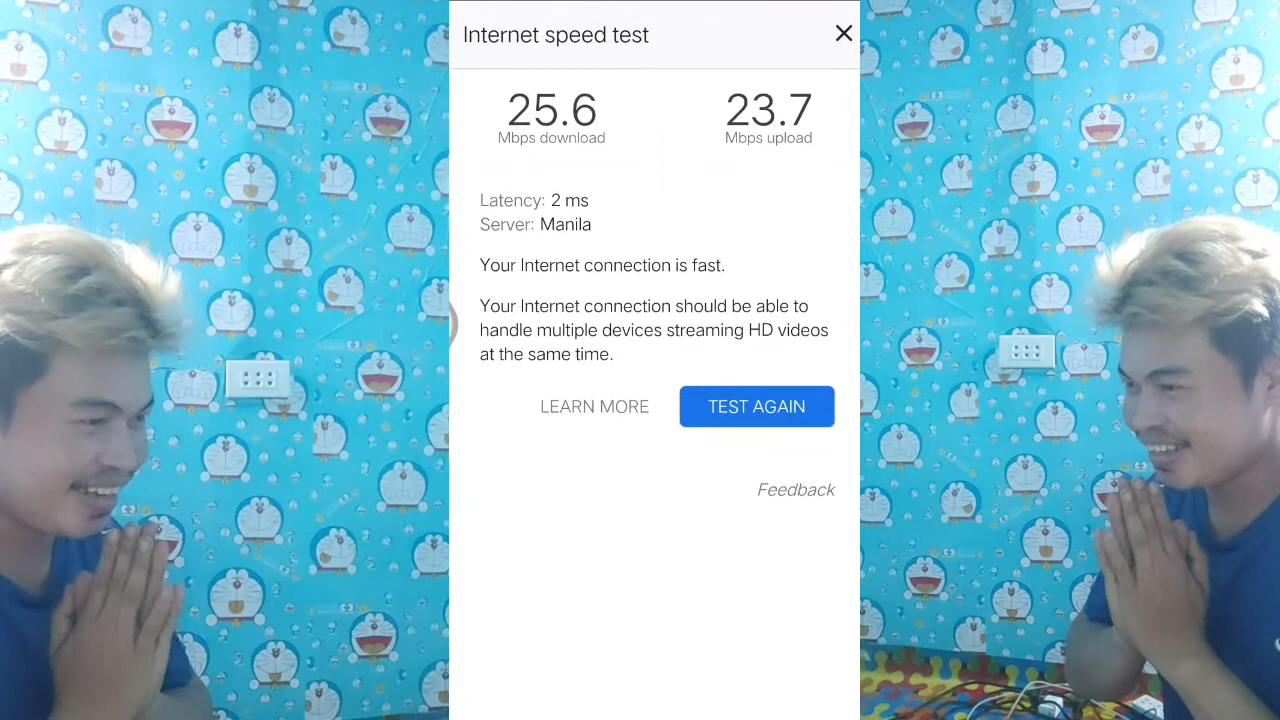 Internet speed test
25.6
Mbps download
23.7
Mbps upload
Latency: 2 ms
Server: Manila
Your Internet connection is fast.
Your Internet connection should be able to
handle multiple devices streaming HD videos
at the same time.
LEARN MORE
TEST AGAIN
Feedback